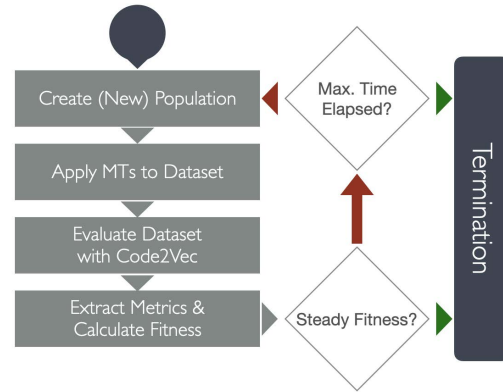 Create (New) Population
Apply MTs to Dataset
Evaluate Dataset
with Code2Vec
Extract Metrics &
Calculate Fitness
Steady Fitness?
Max. Time
Elapsed?
Termination